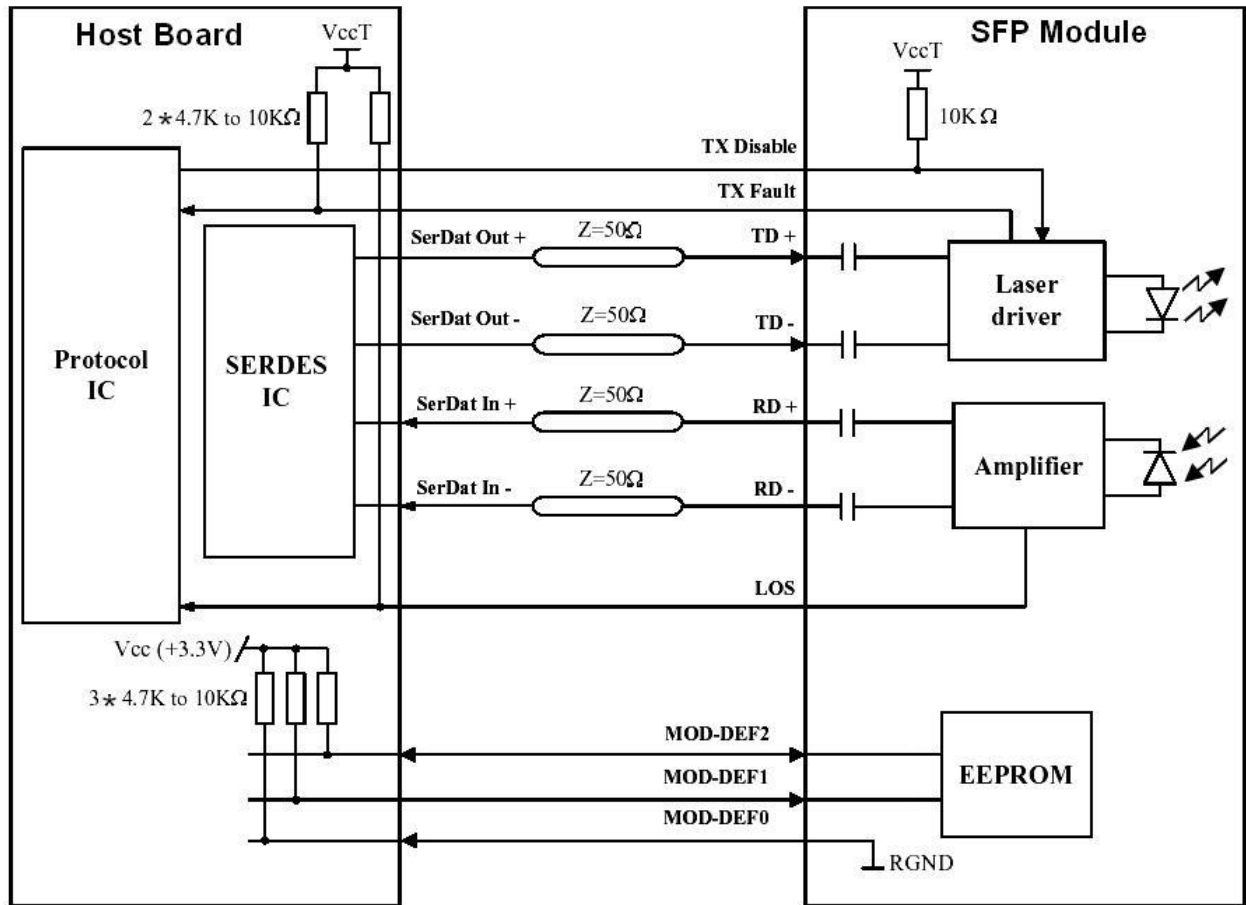 Host Board
SFP Module
VccT
VccT
2*4.7K to 10KΩ
10KΩ
TX Disable
TX Fault
SerDat Out +
Z=50Ω
TD +
SerDat Out -
Z=50Ω
TD -
Laser
driver
Protocol
IC
SERDES
IC
SerDat In +
Z=50Ω
RD +
SerDat In -
Z=50Ω
RD -
Amplifier
LOS
Vcc (+3.3V)
3*4.7K to 10KΩ
MOD-DEF2
MOD-DEF1
MOD-DEF0
EEPROM
RGND